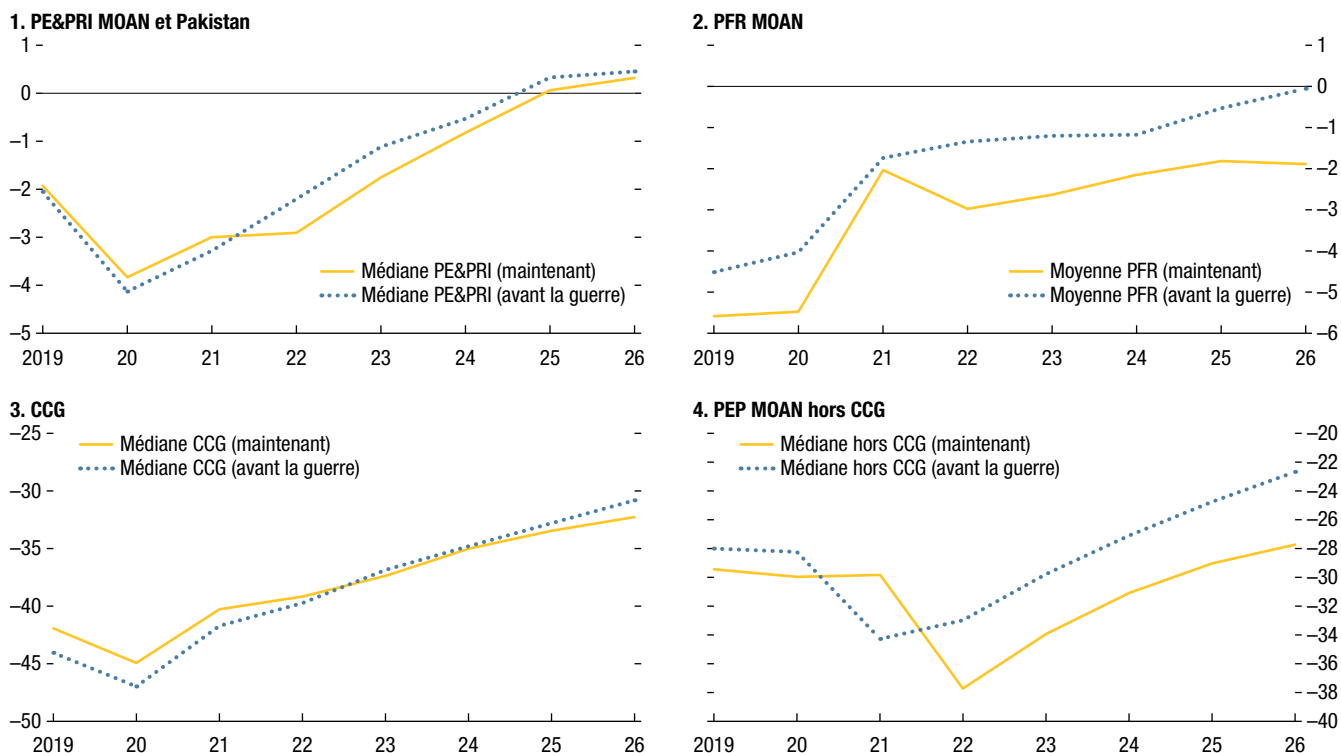 1. PE&PRI MOAN et Pakistan
1
0
–1
–2
–3
–4
–5
Médiane PE&PRI (maintenant)
Médiane PE&PRI (avant la guerre)
2019 20 21 22 23 24 25 26
2. PFR MOAN
1
0
–1
–2
–3
–4
–5
–6
Moyenne PFR (maintenant)
Moyenne PFR (avant la guerre)
2019 20 21 22 23 24 25 26
3. CCG
–25
–30
–35
–40
–45
–50
Médiane CCG (maintenant)
Médiane CCG (avant la guerre)
2019 20 21 22 23 24 25 26
4. PEP MOAN hors CCG
–20
–22
–24
–26
–28
–30
–32
–34
–36
–38
–40
Médiane hors CCG (maintenant)
Médiane hors CCG (avant la guerre)
2019 20 21 22 23 24 25 26